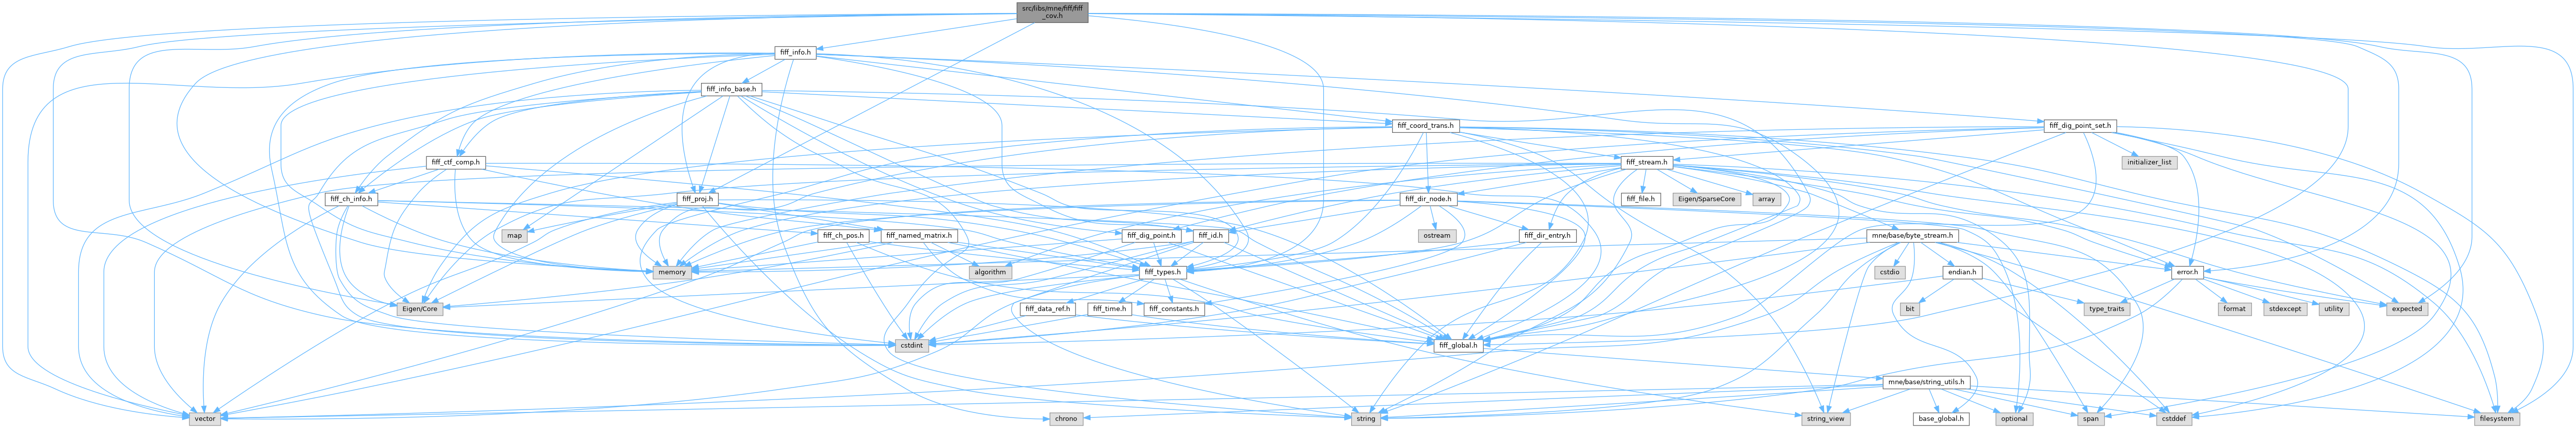 src/libs/mne/fiff/fiff
_cov.h
fiff_info.h
fiff_info_base.h
fiff_coord_trans.h
fiff_dig_point_set.h
fiff_ctf_comp.h
fiff_stream.h
initializer_list
fiff_ch_info.h
fiff_proj.h
fiff_dir_node.h
fiff_file.h
Eigen/SparseCore
array
map
fiff_ch_pos.h
fiff_named_matrix.h
fiff_dig_point.h
fiff_id.h
ostream
fiff_dir_entry.h
mne/base/byte_stream.h
memory
algorithm
fiff_types.h
cstdio
endian.h
error.h
Eigen/Core
fiff_data_ref.h
fiff_time.h
fiff_constants.h
bit
type_traits
format
stdexcept
utility
expected
cstdint
fiff_global.h
mne/base/string_utils.h
vector
chrono
string
string_view
base_global.h
optional
span
cstddef
filesystem